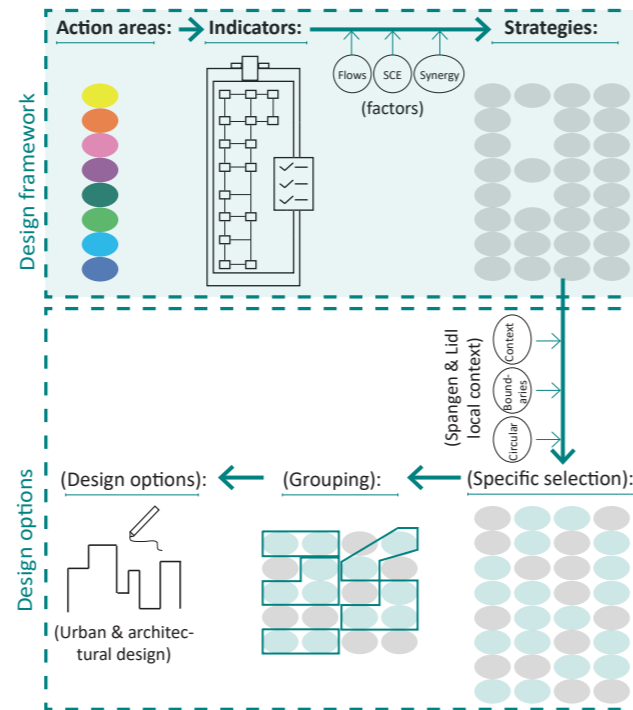 Action areas:
Indicators:
Strategies:
Flows
SCE
Synergy
(factors)
Design framework
(Spangen & Lidl
local context)
Context
Bound-
aries
Circular
Design options
(Design options):
(Grouping):
(Specific selection):
(Urban & architec-
tural design)